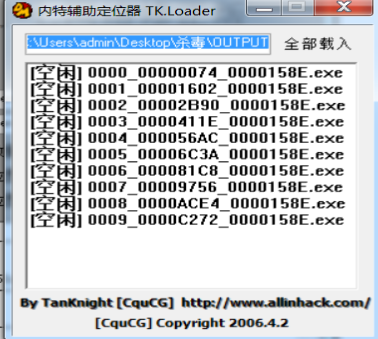 内特辅助定位器 TK.Loader
:\Users\admin\Desktop\杀毒\OUTPUT 全部载入
[空闲] 0000_00000074_0000158E.exe
[空闲] 0001_00001602_0000158E.exe
[空闲] 0002_00002B90_0000158E.exe
[空闲] 0003_0000411E_0000158E.exe
[空闲] 0004_000056AC_0000158E.exe
[空闲] 0005_00006C3A_0000158E.exe
[空闲] 0006_000081C8_0000158E.exe
[空闲] 0007_00009756_0000158E.exe
[空闲] 0008_0000ACE4_0000158E.exe
[空闲] 0009_0000C272_0000158E.exe
By TanKnight [CquCG] http://www.allinhack.com/
[CquCG] Copyright 2006.4.2